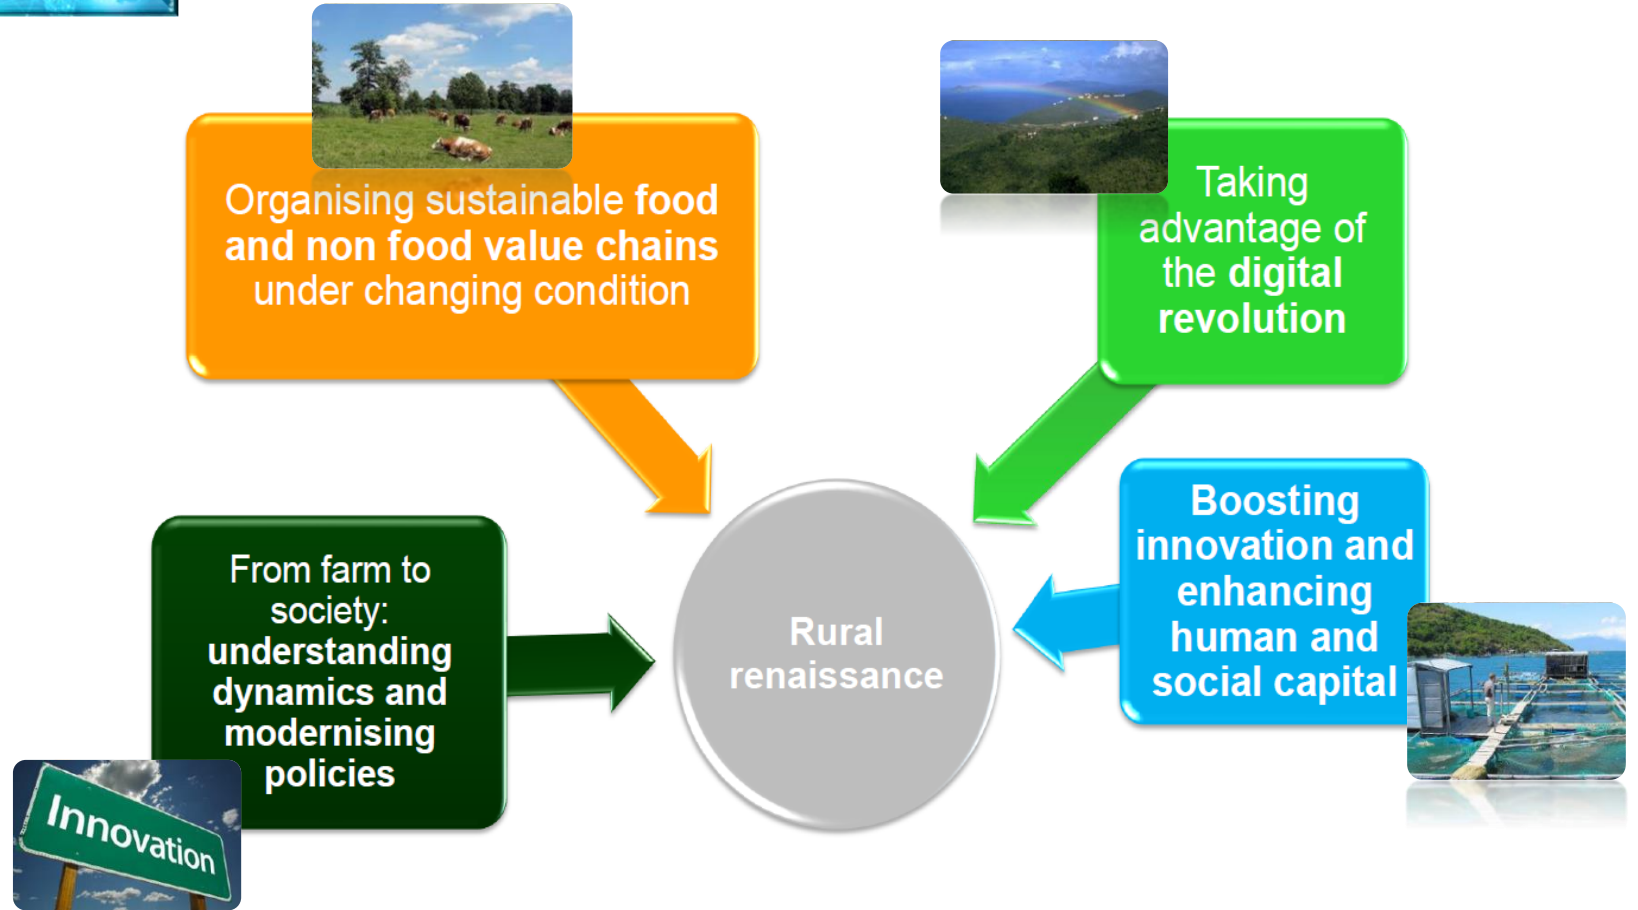 Organising sustainable food
and non food value chains
under changing condition
Taking
advantage of
the digital
revolution
From farm to
society:
understanding
dynamics and
modernising
policies
Rural
renaissance
Boosting
innovation and
enhancing
human and
social capital
Innovation